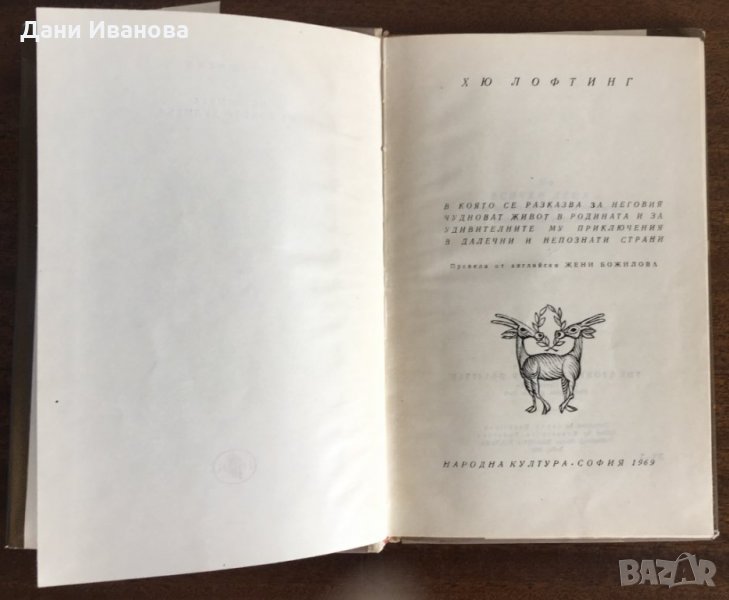 Дани Иванова
ХЮ ЛОФТИНГ
В КОЯТО СЕ РАЗКАЗВА ЗА НЕГОВИЯ
ЧУДНОВАТ ЖИВОТ В РОДИНАТА И ЗА
УДИВИТЕЛНИТЕ МУ ПРИКЛЮЧЕНИЯ
В ДАЛЕЧНИ И НЕПОЗНАТИ СТРАНИ
Превела от английски ЖЕНИ БОЖИЛОВА
НАРОДНА КУЛТУРА • СОФИЯ 1969
BAZAR